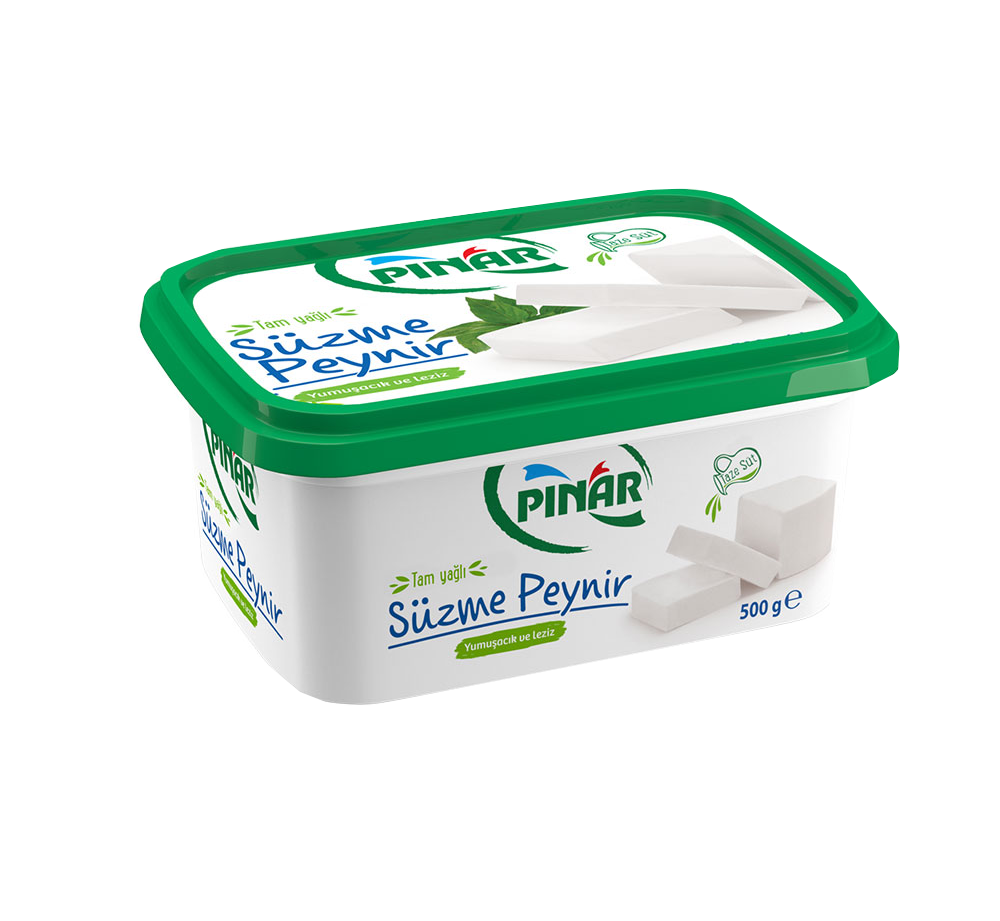 PINAR
Taze Süt
Tam yağlı
Süzme
Peynir
Yumuşacık ve leziz
PINAR
Süzme Peynir
PINAR
Taze Süt
Tam yağlı
Süzme Peynir
Yumuşacık ve leziz
500 g e